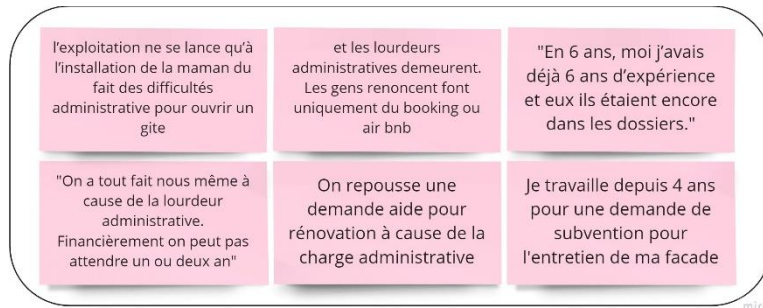 l'exploitation ne se lance qu'à
l'installation de la maman du
fait des difficultés
administrative pour ouvrir un
gite
et les lourdeurs
administratives demeurent.
Les gens renoncent font
uniquement du booking ou
air bnb
"En 6 ans, moi j'avais
déjà 6 ans d'expérience
et eux ils étaient encore
dans les dossiers."
"On a tout fait nous même à
cause de la lourdeur
administrative.
Financièrement on peut pas
attendre un ou deux an"
On repousse une
demande aide pour
rénovation à cause de la
charge administrative
Je travaille depuis 4 ans
pour une demande de
subvention pour
l'entretien de ma facade